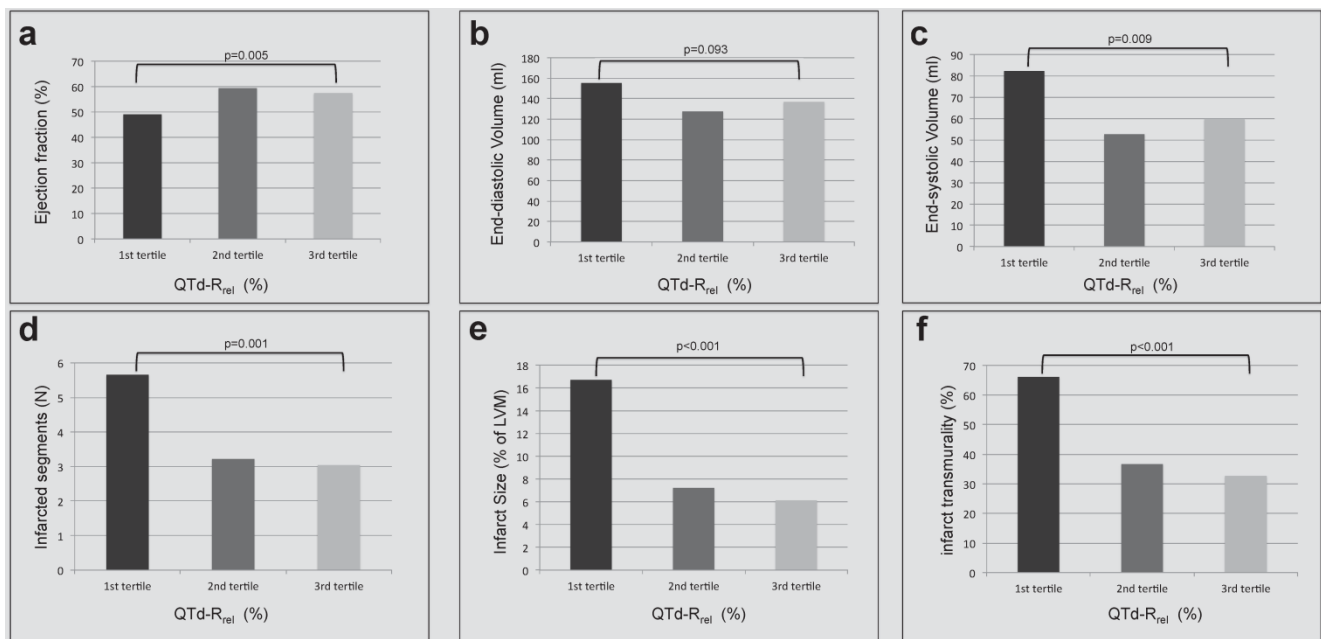 a
p=0.005
Ejection fraction (%)
70
60
50
40
30
20
10
0
1st tertile 2nd tertile 3rd tertile
QTd-Rrel (%)
b
p=0.093
End-diastolic Volume (ml)
180
160
140
120
100
80
60
40
20
0
1st tertile 2nd tertile 3rd tertile
QTd-Rrel (%)
c
p=0.009
End-systolic Volume (ml)
90
80
70
60
50
40
30
20
10
0
1st tertile 2nd tertile 3rd tertile
QTd-Rrel (%)
d
p=0.001
Infarcted segments (N)
6
5
4
3
2
1
0
1st tertile 2nd tertile 3rd tertile
QTd-Rrel (%)
e
p<0.001
Infarct Size (% of LVM)
18
16
14
12
10
8
6
4
2
0
1st tertile 2nd tertile 3rd tertile
QTd-Rrel (%)
f
p<0.001
infarct transmurality (%)
70
60
50
40
30
20
10
0
1st tertile 2nd tertile 3rd tertile
QTd-Rrel (%)